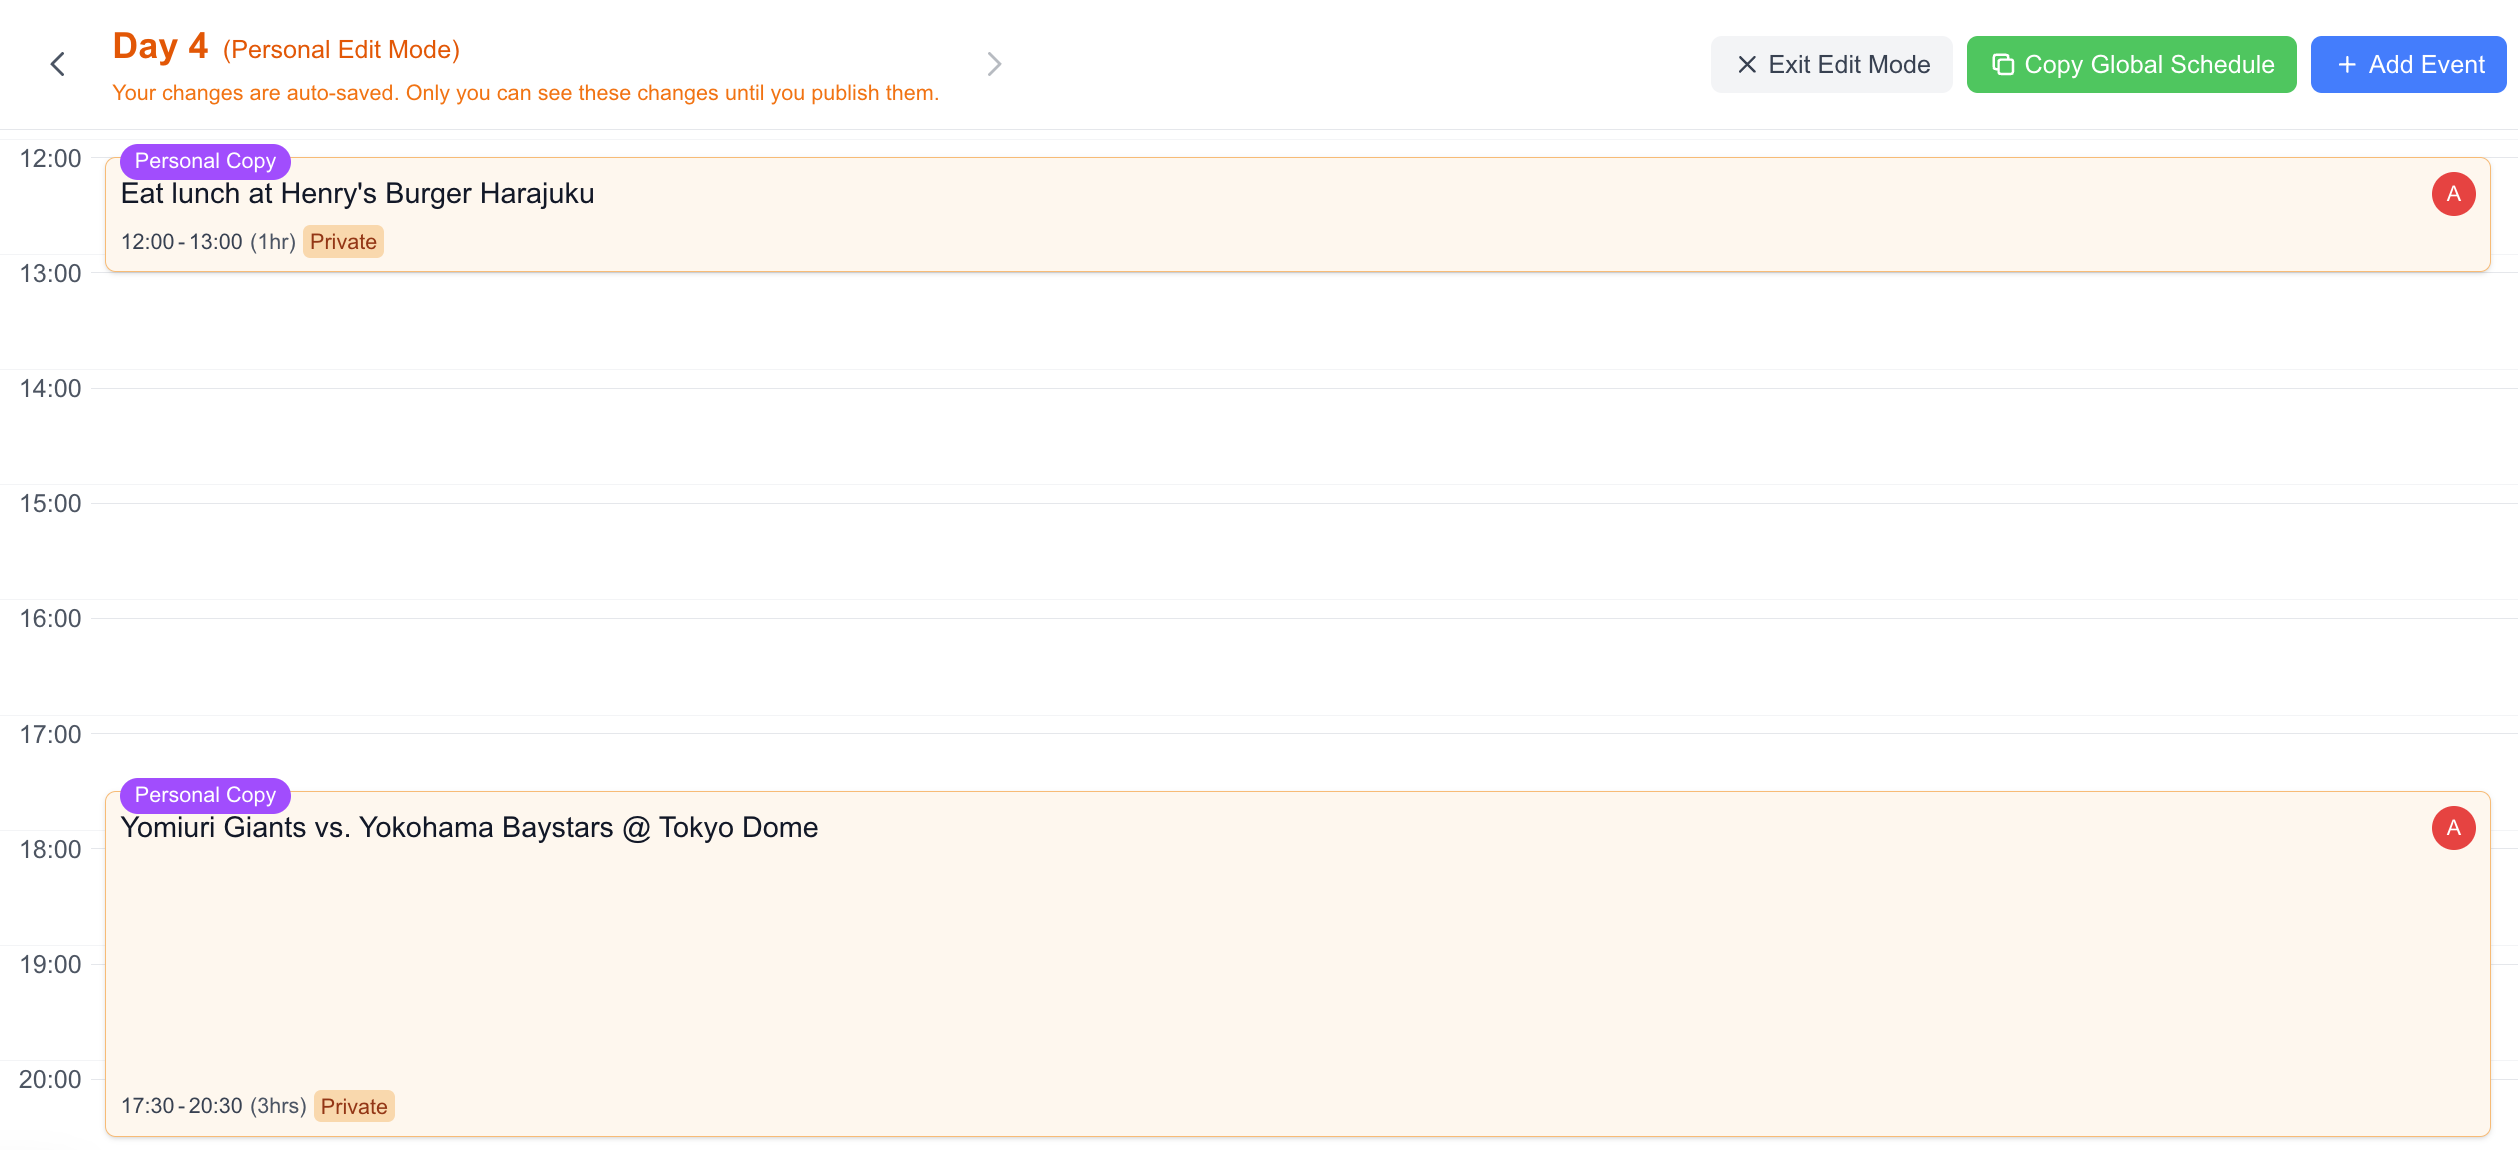 Day 4 (Personal Edit Mode)
Your changes are auto-saved. Only you can see these changes until you publish them.
Exit Edit Mode
Copy Global Schedule
+ Add Event
12:00
Personal Copy
Eat lunch at Henry's Burger Harajuku
A
12:00 - 13:00 (1hr) Private
13:00
14:00
15:00
16:00
17:00
Personal Copy
Yomiuri Giants vs. Yokohama Baystars @ Tokyo Dome
A
18:00
19:00
20:00
17:30 - 20:30 (3hrs) Private